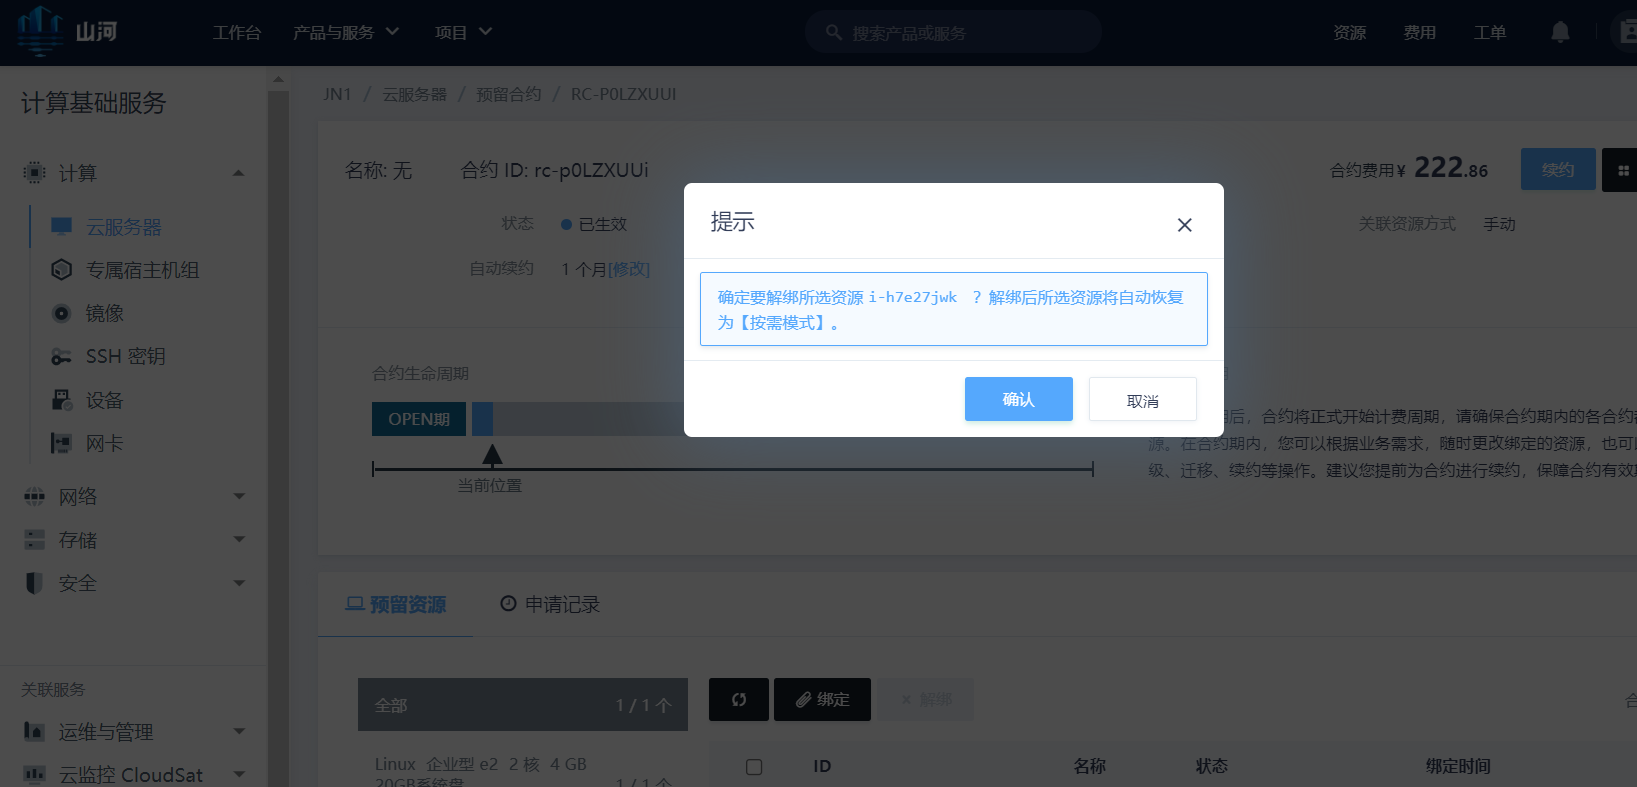 山河
工作台
产品与服务
项目
搜索产品或服务
资源
费用
工单
计算基础服务
计算
云服务器
专属宿主机组
镜像
SSH 密钥
设备
网卡
网络
存储
安全
关联服务
运维与管理
云监控 CloudSat
JN1 / 云服务器 / 预留合约 / RC-P0LZXUUI
名称: 无
合约 ID: rc-p0LZXUUi
合约费用¥ 222.86
续约
状态
已生效
关联资源方式
手动
自动续约
1 个月[修改]
提示
确定要解绑所选资源 i-h7e27jwk ？解绑后所选资源将自动恢复
为【按需模式】。
确认
取消
合约生命周期
OPEN期
当前位置
后，合约将正式开始计费周期，请确保合约期内的各合约
源。在合约期内，您可以根据业务需求，随时更改绑定的资源，也可
级、迁移、续约等操作。建议您提前为合约进行续约，保障合约有效
预留资源
申请记录
全部
1 / 1 个
绑定
解绑
Linux 企业型 e2 2 核 4 GB
20GB系统盘
1 / 1 个
ID
名称
状态
绑定时间